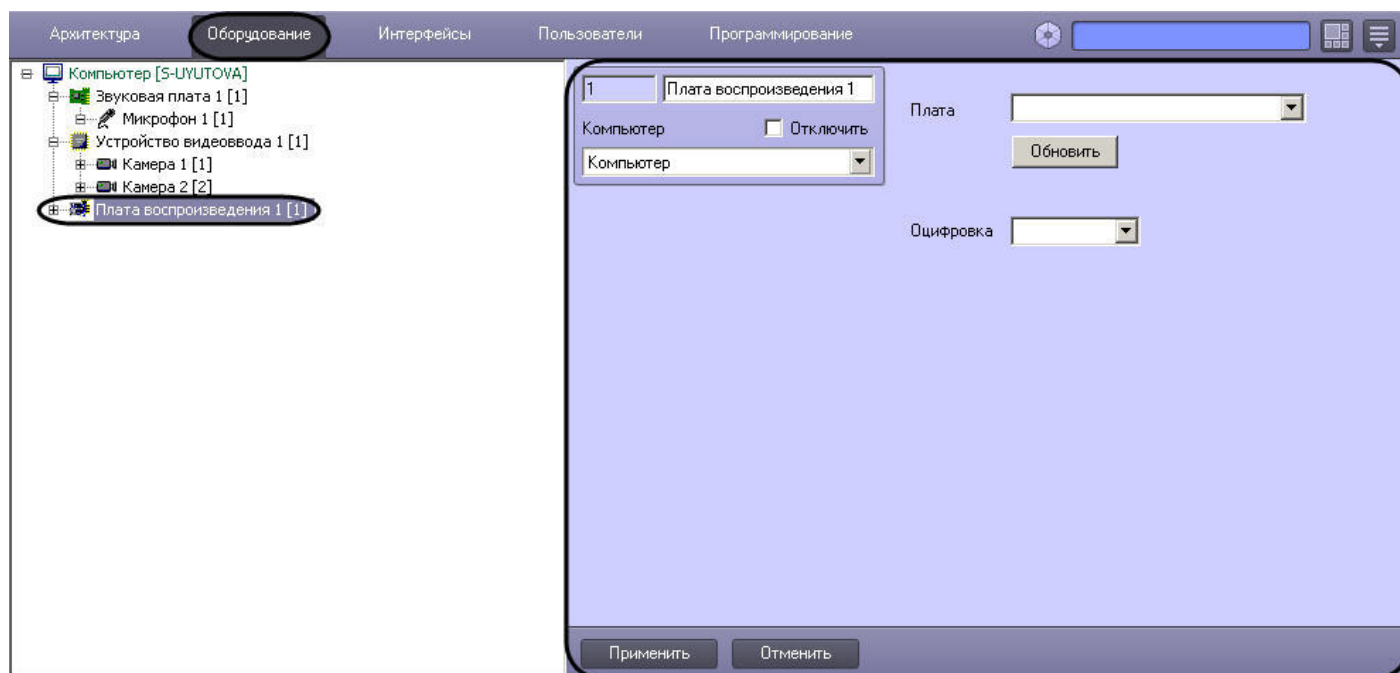 Архитектура Оборудование Интерфейсы Пользователи Программирование
Компьютер [S-UYUTOVA]
Звуковая плата 1 [1]
Микрофон 1 [1]
Устройство видеоввода 1 [1]
Камера 1 [1]
Камера 2 [2]
Плата воспроизведения 1 [1]
1 Плата воспроизведения 1
Компьютер Отключить
Компьютер
Плата
Обновить
Оцифровка
Применить Отменить